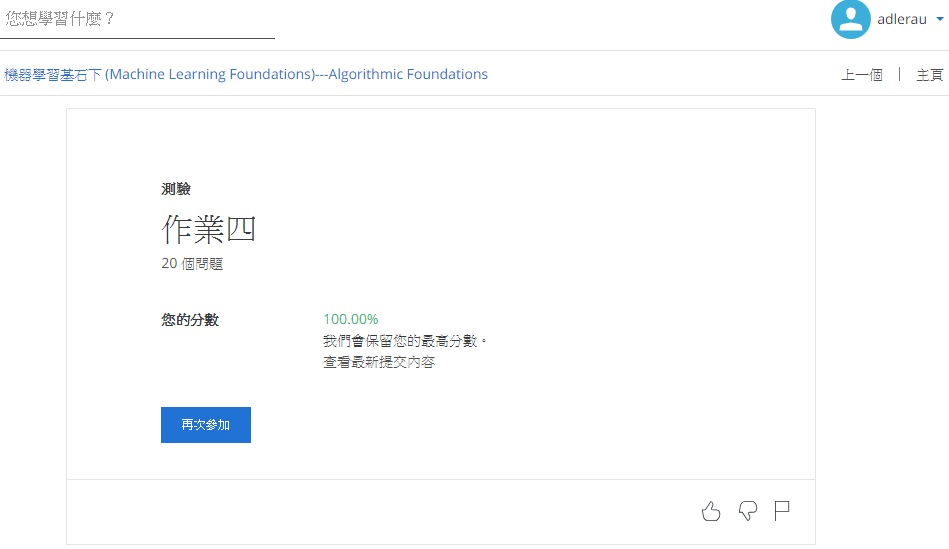 您想學習什麼？
adlerau
機器學習基石下 (Machine Learning Foundations)---Algorithmic Foundations
上一個 | 主頁
測驗
作業四
20 個問題
您的分數
100.00%
我們會保留您的最高分數。
查看最新提交內容
再次參加